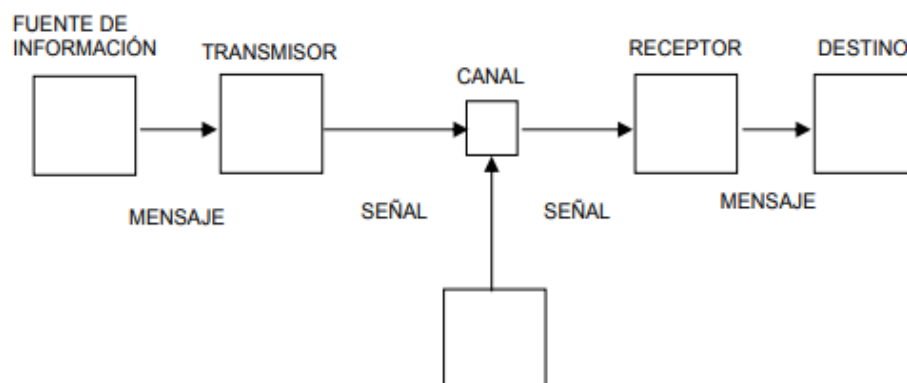 FUENTE DE
INFORMACIÓN
TRANSMISOR
CANAL
RECEPTOR
DESTINO
MENSAJE
SEÑAL
SEÑAL
MENSAJE